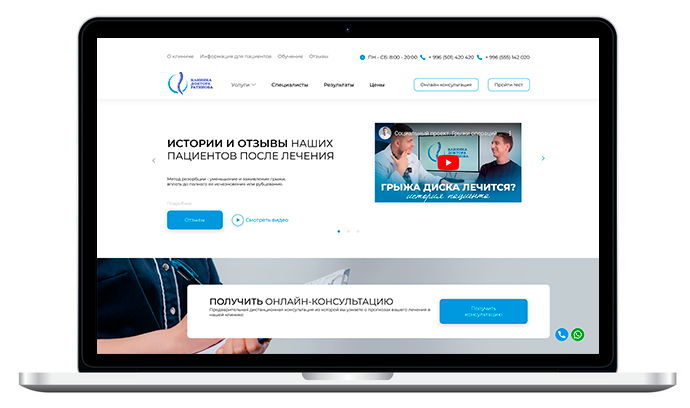 О клинике Информация для пациентов Обучение Отзывы ПН - Сб: 8:00 - 20:00 + 996 (501) 420 420 + 996 (555) 142 020
КЛИНИКА
ДОКТОРА
РАТИНОВА
Услуги Специалисты Результаты Цены Онлайн консультация Пройти тест
ИСТОРИИ И ОТЗЫВЫ НАШИХ
ПАЦИЕНТОВ ПОСЛЕ ЛЕЧЕНИЯ
Метод резорбции - уменьшение и заживление грыжи,
вплоть до полного ее исчезновения или рубцевания.
Подробнее
Отзывы Смотреть видео
Социальный проект. Грыжи операций
ГРЫЖА ДИСКА ЛЕЧИТСЯ?
история пациента
ПОЛУЧИТЬ ОНЛАЙН-КОНСУЛЬТАЦИЮ
Предварительная дистанционная консультация из которой вы узнаете о прогнозах вашего лечения в
нашей клинике
Получить
консультацию